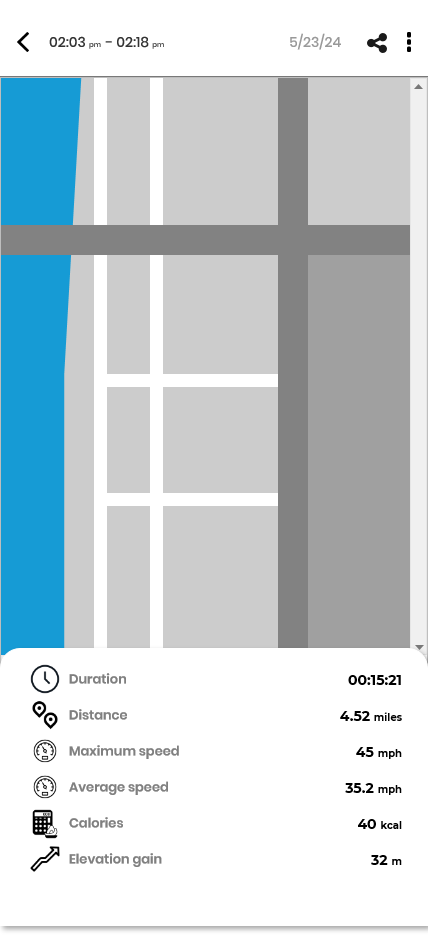 02:03 pm - 02:18 pm 5/23/24
Duration 00:15:21
Distance 4.52 miles
Maximum speed 45 mph
Average speed 35.2 mph
Calories 40 kcal
Elevation gain 32 m